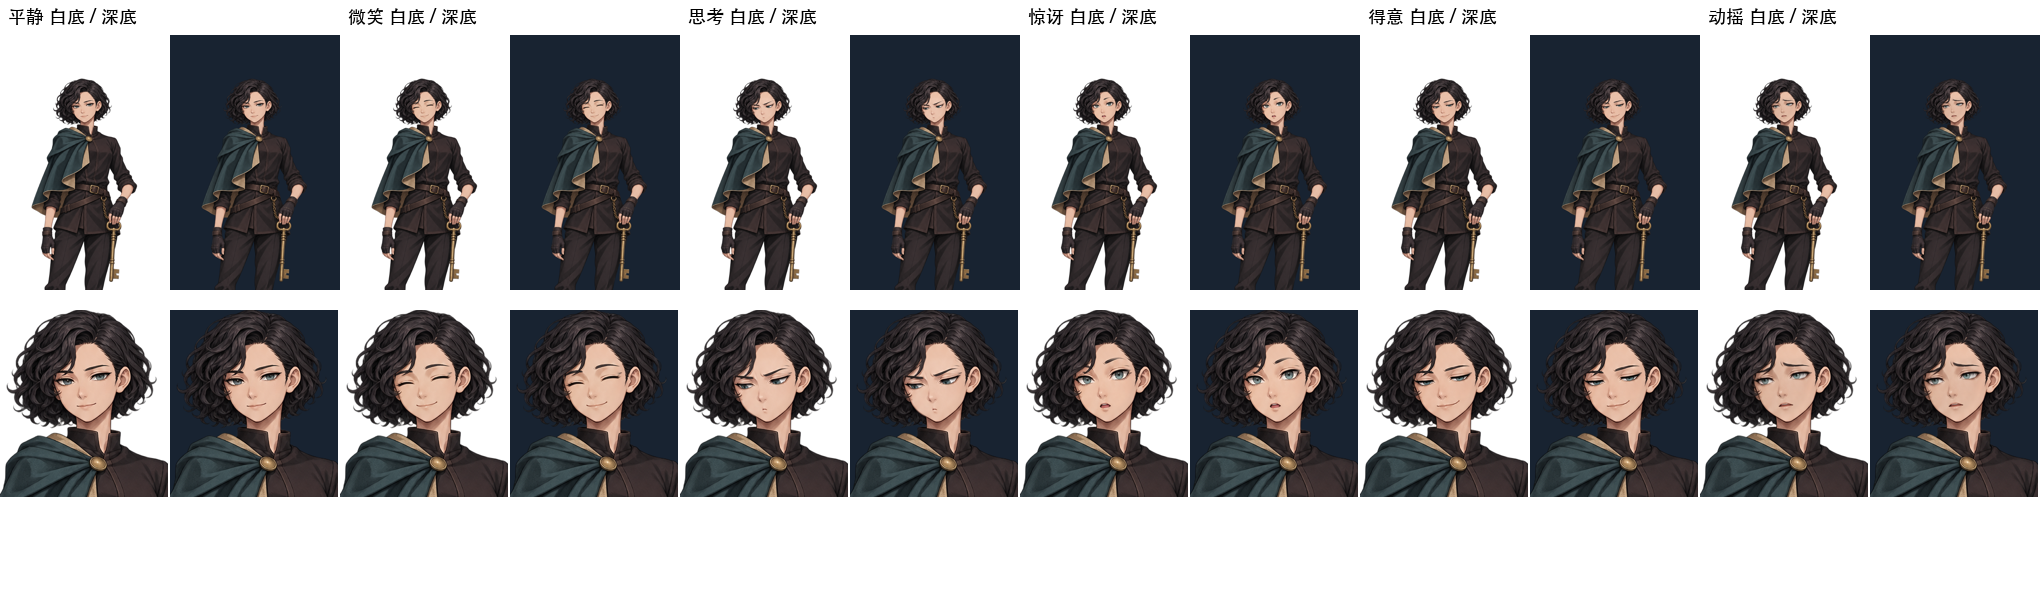 平静 白底 / 深底
微笑 白底 / 深底
思考 白底 / 深底
惊讶 白底 / 深底
得意 白底 / 深底
动摇 白底 / 深底